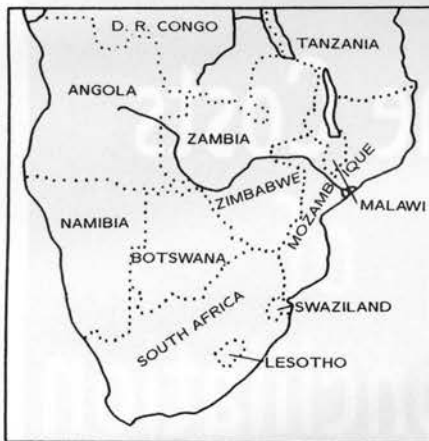 D. R. CONGO
TANZANIA
ANGOLA
ZAMBIA
ZIMBABWE
MOZAMBIQUE
MALAWI
NAMIBIA
BOTSWANA
SOUTH AFRICA
SWAZILAND
LESOTHO